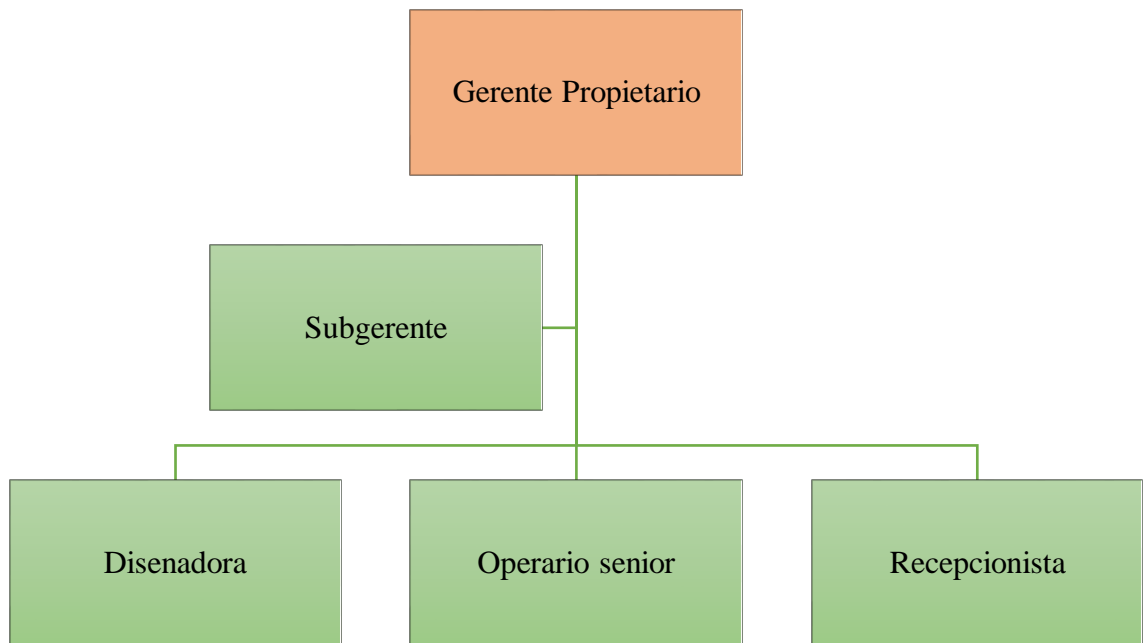 Gerente Propietario
Subgerente
Disenadora
Operario senior
Recepcionista